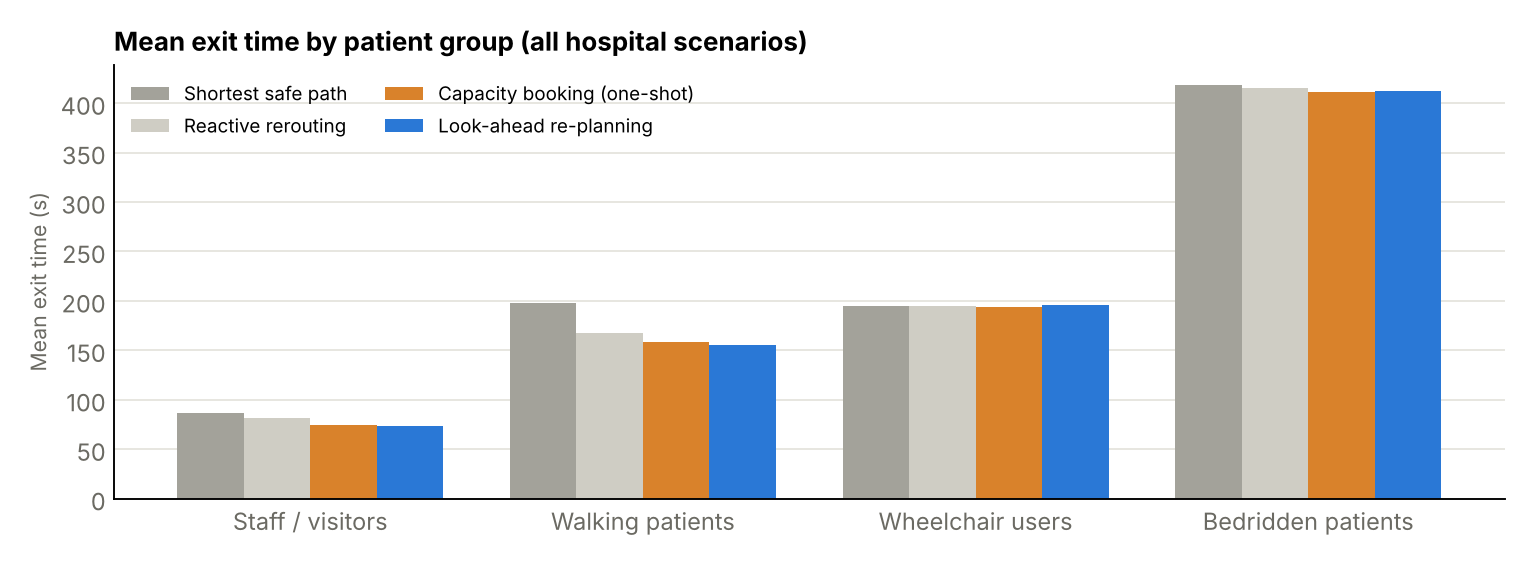 Mean exit time by patient group (all hospital scenarios)
Shortest safe path
Reactive rerouting
Capacity booking (one-shot)
Look-ahead re-planning
Mean exit time (s)
400
350
300
250
200
150
100
50
0
Staff / visitors
Walking patients
Wheelchair users
Bedridden patients